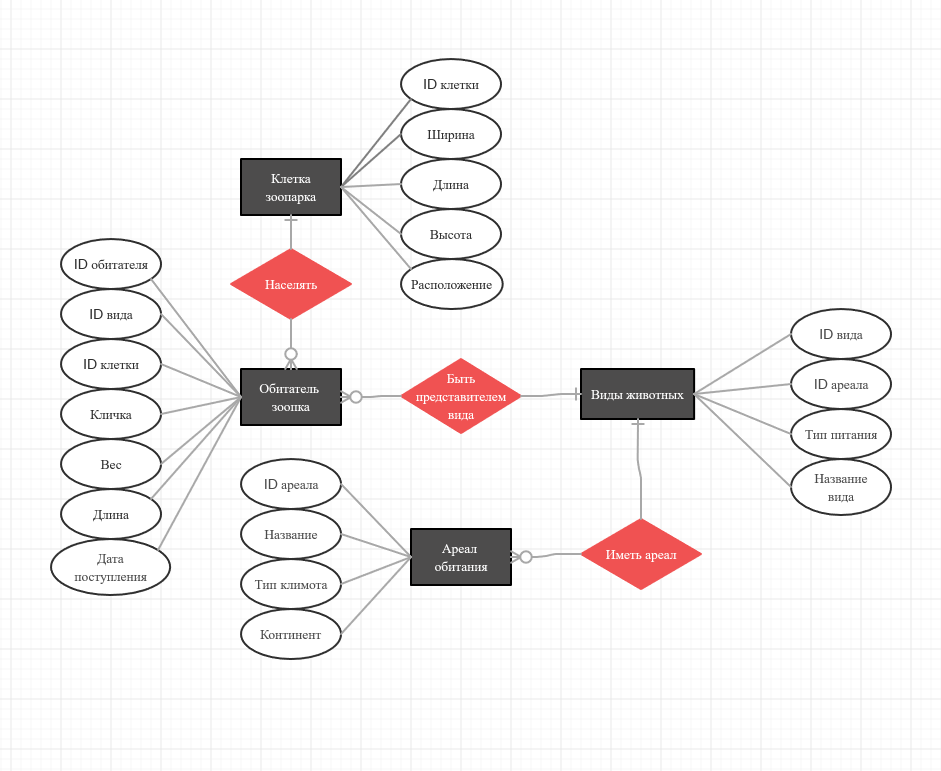 ID клетки
Ширина
Длина
Высота
Расположение
Клетка
зоопарка
Населять
ID обитателя
ID вида
ID клетки
Кличка
Вес
Длина
Дата
поступления
Обитатель
зоопка
Быть
представителем
вида
Виды животных
ID вида
ID ареала
Тип питания
Название
вида
ID ареала
Название
Тип климота
Континент
Ареал
обитания
Иметь ареал